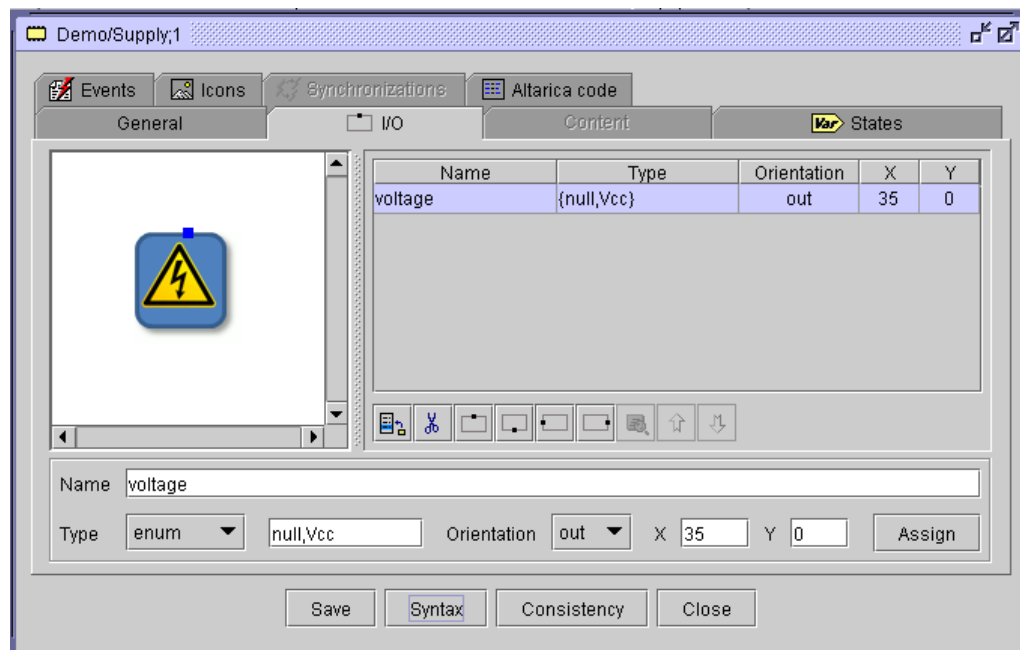 Demo/Supply;1
Events Icons Synchronizations Altarica code
General I/O Content Var States
Name Type Orientation X Y
voltage {null,Vcc} out 35 0
Name voltage
Type enum null,Vcc Orientation out X 35 Y 0 Assign
Save Syntax Consistency Close